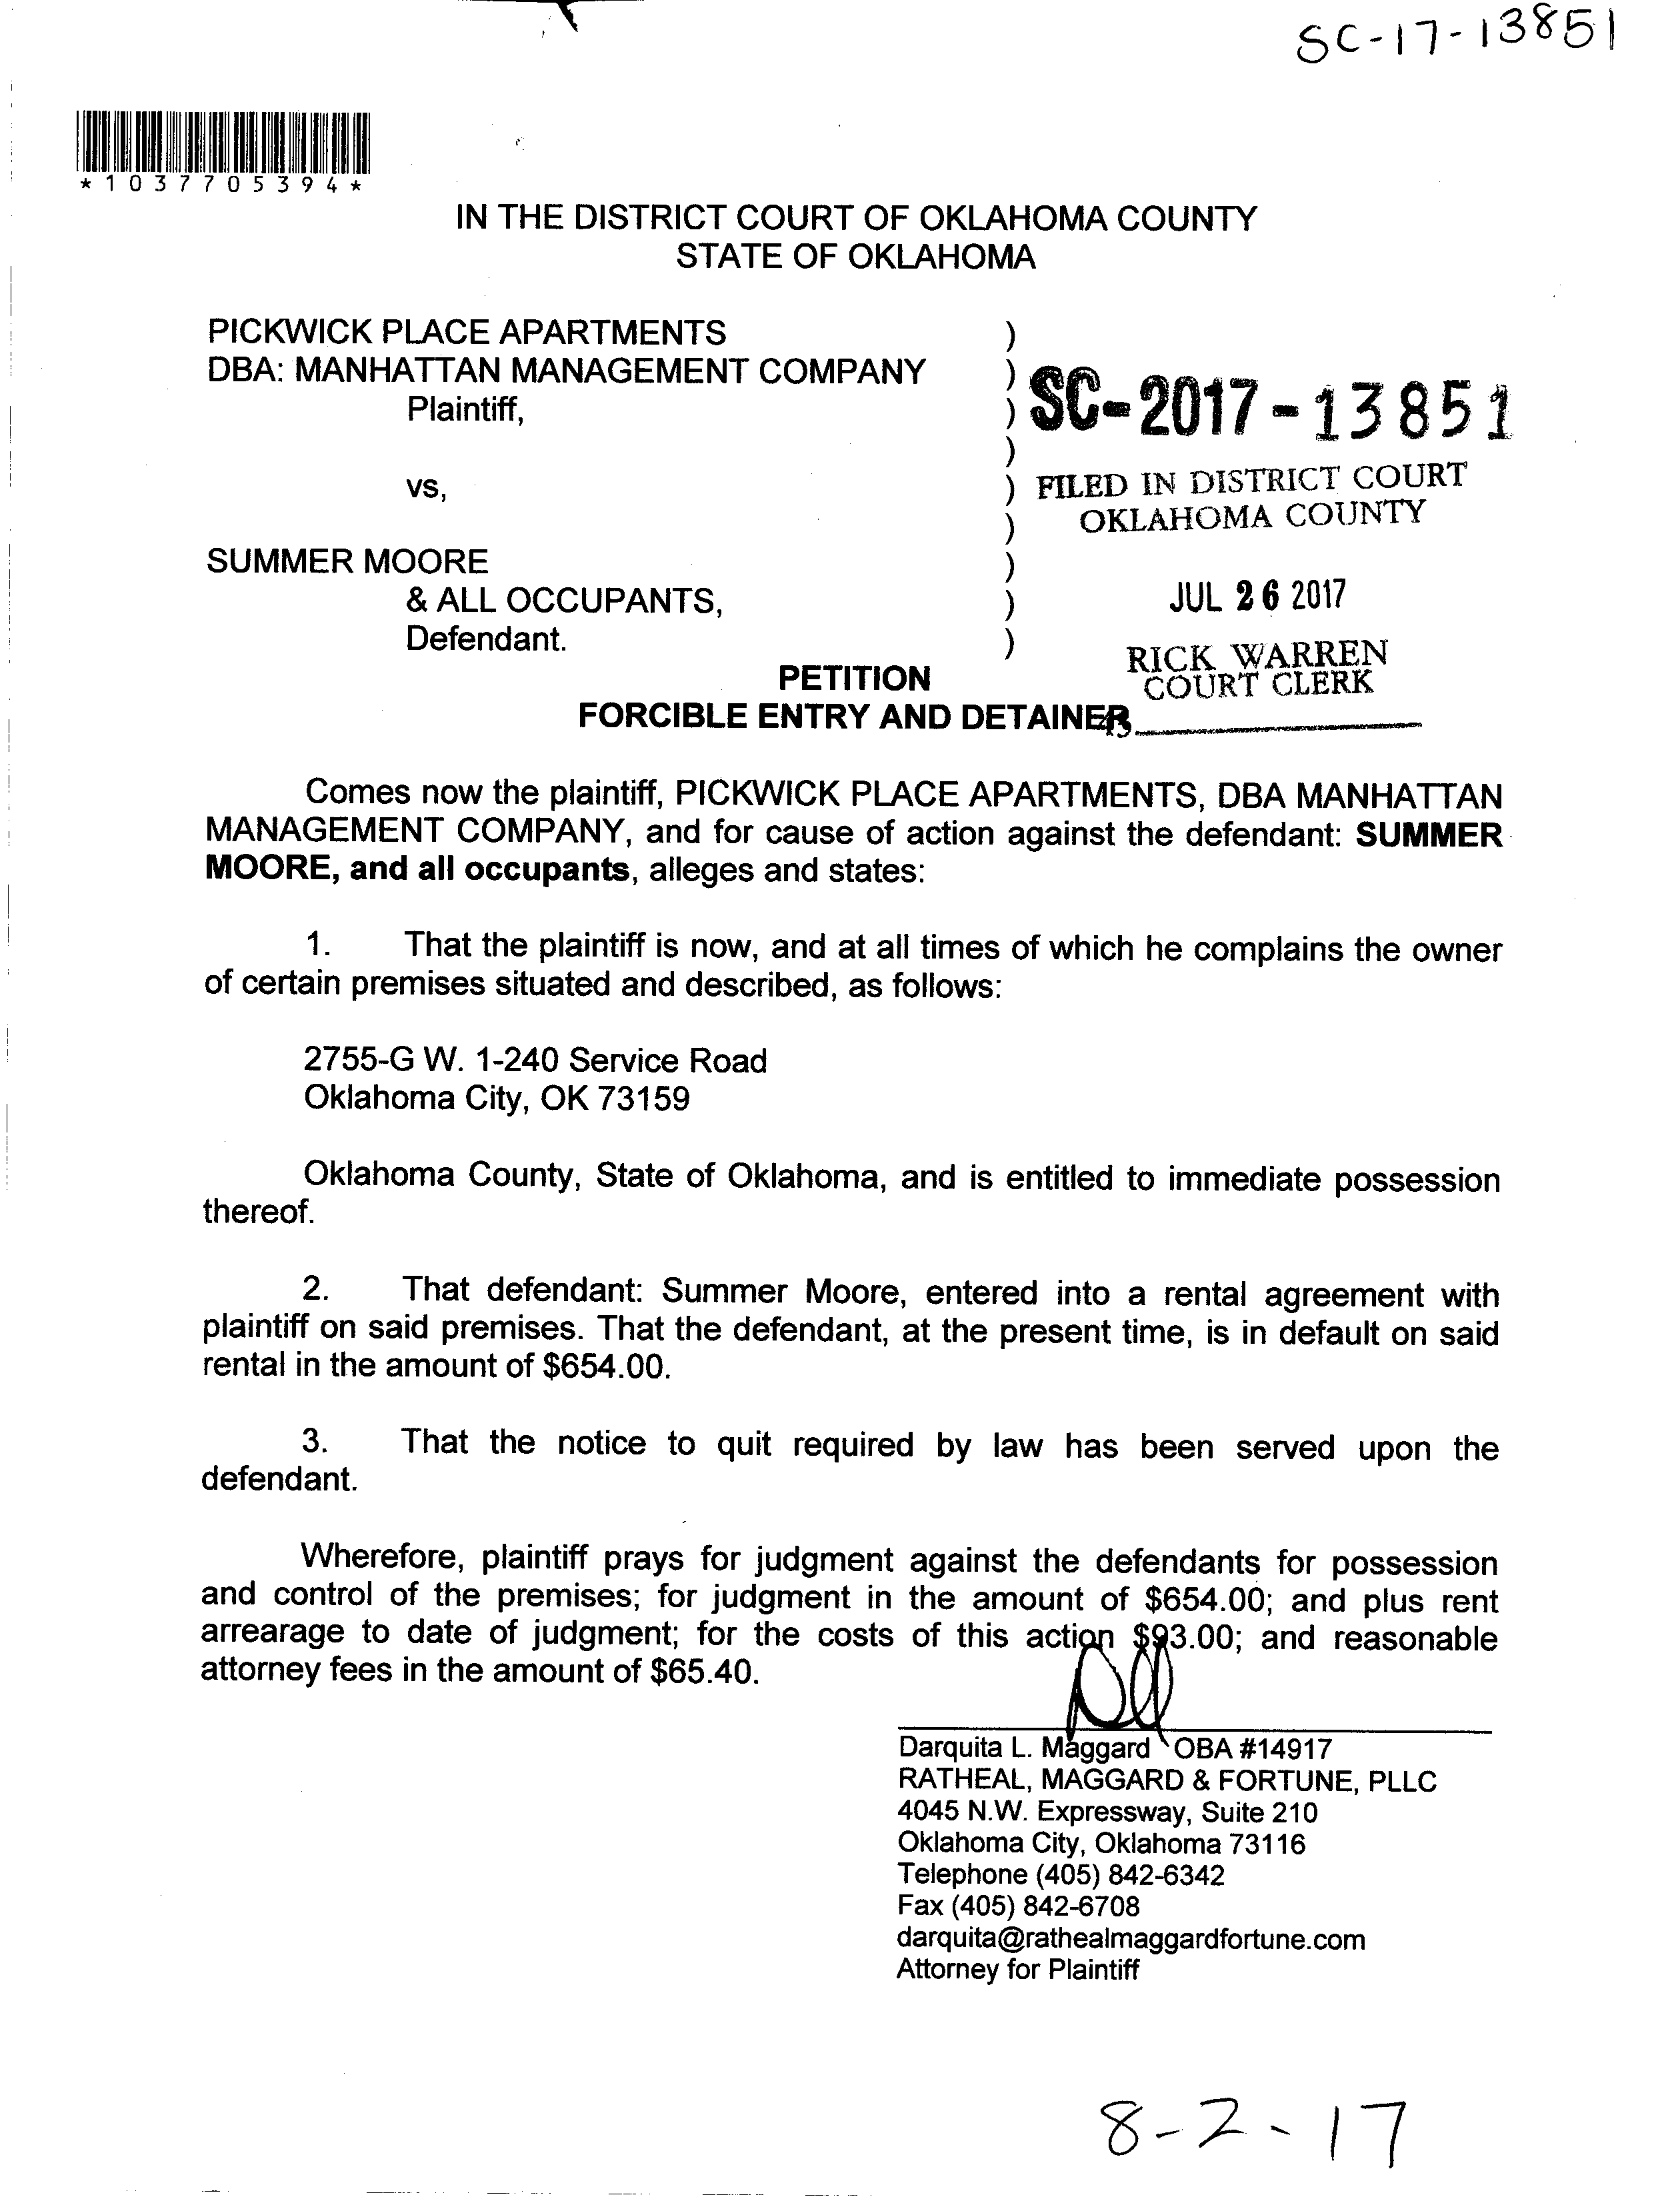 SC-17-13851
*1037705394*
IN THE DISTRICT COURT OF OKLAHOMA COUNTY
STATE OF OKLAHOMA
PICKWICK PLACE APARTMENTS )
DBA: MANHATTAN MANAGEMENT COMPANY )
Plaintiff, ) SC-2017-13851
)
vs, ) FILED IN DISTRICT COURT
) OKLAHOMA COUNTY
SUMMER MOORE )
& ALL OCCUPANTS, ) JUL 26 2017
Defendant. )
RICK WARREN
COURT CLERK
PETITION
FORCIBLE ENTRY AND DETAINER
Comes now the plaintiff, PICKWICK PLACE APARTMENTS, DBA MANHATTAN
MANAGEMENT COMPANY, and for cause of action against the defendant: SUMMER
MOORE, and all occupants, alleges and states:
1. That the plaintiff is now, and at all times of which he complains the owner
of certain premises situated and described, as follows:
2755-G W. 1-240 Service Road
Oklahoma City, OK 73159
Oklahoma County, State of Oklahoma, and is entitled to immediate possession
thereof.
2. That defendant: Summer Moore, entered into a rental agreement with
plaintiff on said premises. That the defendant, at the present time, is in default on said
rental in the amount of $654.00.
3. That the notice to quit required by law has been served upon the
defendant.
Wherefore, plaintiff prays for judgment against the defendants for possession
and control of the premises; for judgment in the amount of $654.00; and plus rent
arrearage to date of judgment; for the costs of this action $93.00; and reasonable
attorney fees in the amount of $65.40.
Darquita L. Maggard OBA #14917
RATHEAL, MAGGARD & FORTUNE, PLLC
4045 N.W. Expressway, Suite 210
Oklahoma City, Oklahoma 73116
Telephone (405) 842-6342
Fax (405) 842-6708
darquita@rathealmaggardfortune.com
Attorney for Plaintiff
8-2-17